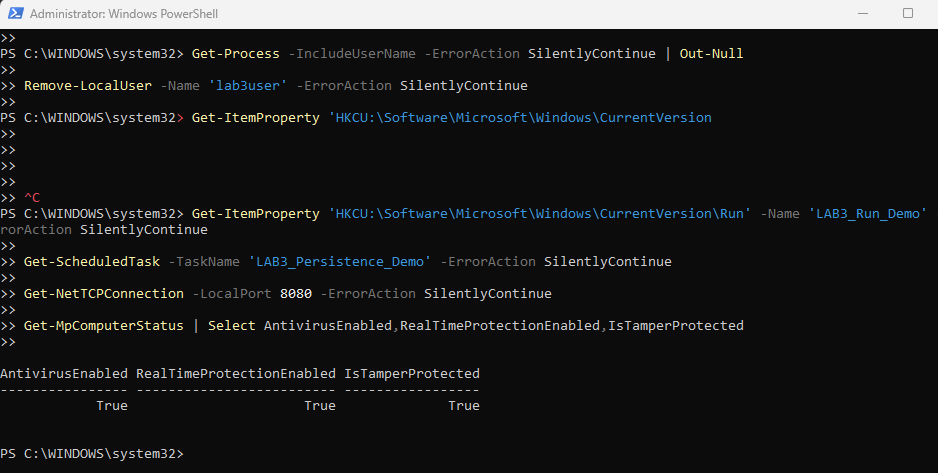 Administrator: Windows PowerShell
>>
PS C:\WINDOWS\system32> Get-Process -IncludeUserName -ErrorAction SilentlyContinue | Out-Null
>>
>> Remove-LocalUser -Name 'lab3user' -ErrorAction SilentlyContinue
>>
PS C:\WINDOWS\system32> Get-ItemProperty 'HKCU:\Software\Microsoft\Windows\CurrentVersion
>>
>>
>>
>>
>> ^C
PS C:\WINDOWS\system32> Get-ItemProperty 'HKCU:\Software\Microsoft\Windows\CurrentVersion\Run' -Name 'LAB3_Run_Demo'
rorAction SilentlyContinue
>>
>> Get-ScheduledTask -TaskName 'LAB3_Persistence_Demo' -ErrorAction SilentlyContinue
>>
>> Get-NetTCPConnection -LocalPort 8080 -ErrorAction SilentlyContinue
>>
>> Get-MpComputerStatus | Select AntivirusEnabled,RealTimeProtectionEnabled,IsTamperProtected
>>
AntivirusEnabled RealTimeProtectionEnabled IsTamperProtected
---------------- ------------------------- -----------------
True True True
PS C:\WINDOWS\system32>